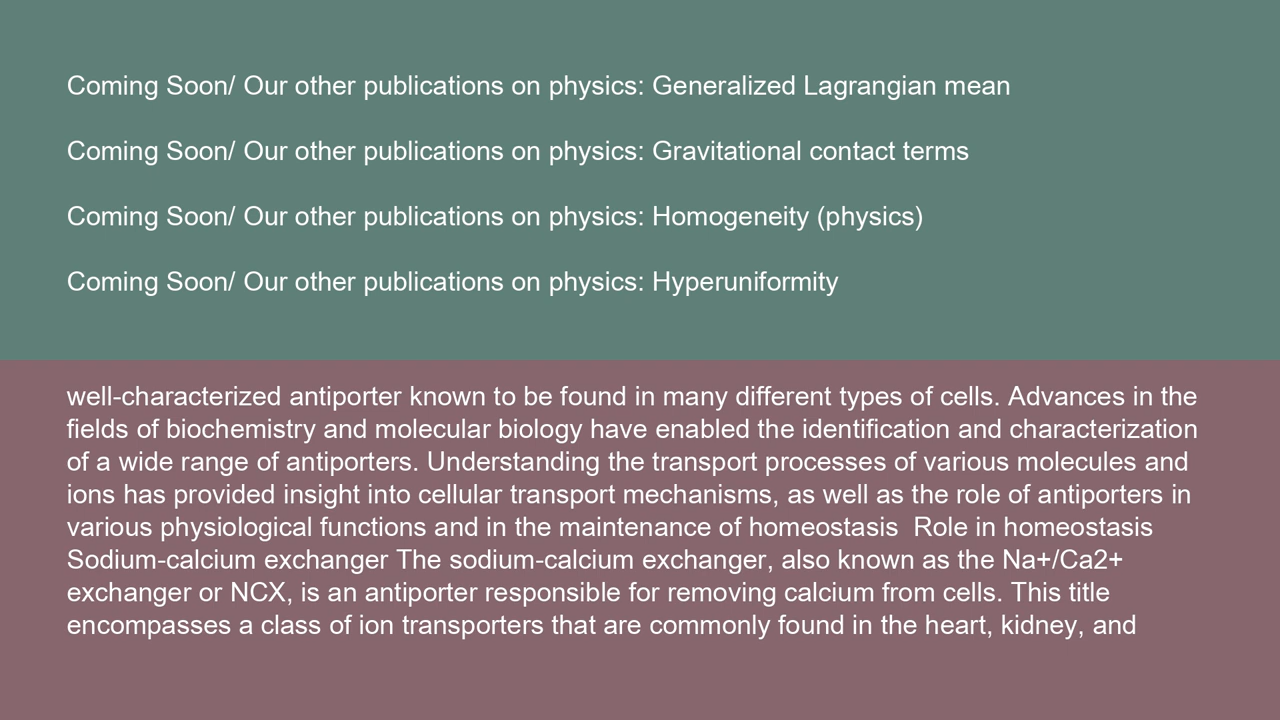 Coming Soon/ Our other publications on physics: Generalized Lagrangian mean
Coming Soon/ Our other publications on physics: Gravitational contact terms
Coming Soon/ Our other publications on physics: Homogeneity (physics)
Coming Soon/ Our other publications on physics: Hyperuniformity
well-characterized antiporter known to be found in many different types of cells. Advances in the
fields of biochemistry and molecular biology have enabled the identification and characterization
of a wide range of antiporters. Understanding the transport processes of various molecules and
ions has provided insight into cellular transport mechanisms, as well as the role of antiporters in
various physiological functions and in the maintenance of homeostasis  Role in homeostasis
Sodium-calcium exchanger The sodium-calcium exchanger, also known as the Na+/Ca2+
exchanger or NCX, is an antiporter responsible for removing calcium from cells. This title
encompasses a class of ion transporters that are commonly found in the heart, kidney, and